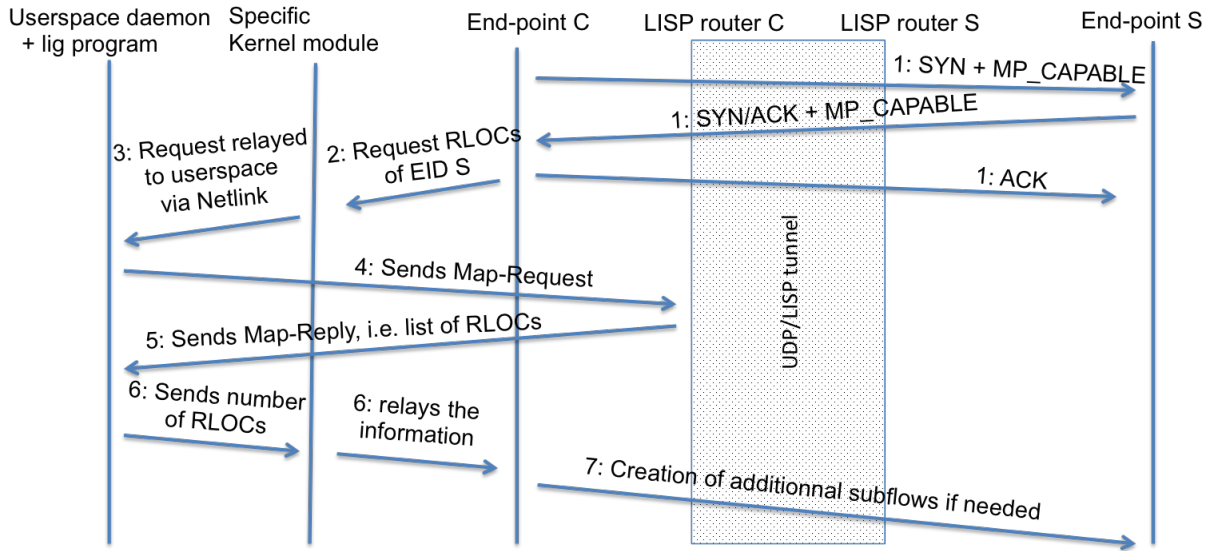 Userspace daemon
+ lig program
Specific
Kernel module
End-point C
LISP router C
LISP router S
End-point S
1: SYN + MP_CAPABLE
1: SYN/ACK + MP_CAPABLE
3: Request relayed
to userspace
via Netlink
2: Request RLOCs
of EID S
1: ACK
4: Sends Map-Request
UDP/LISP tunnel
5: Sends Map-Reply, i.e. list of RLOCs
6: Sends number
of RLOCs
6: relays the
information
7: Creation of additionnal subflows if needed